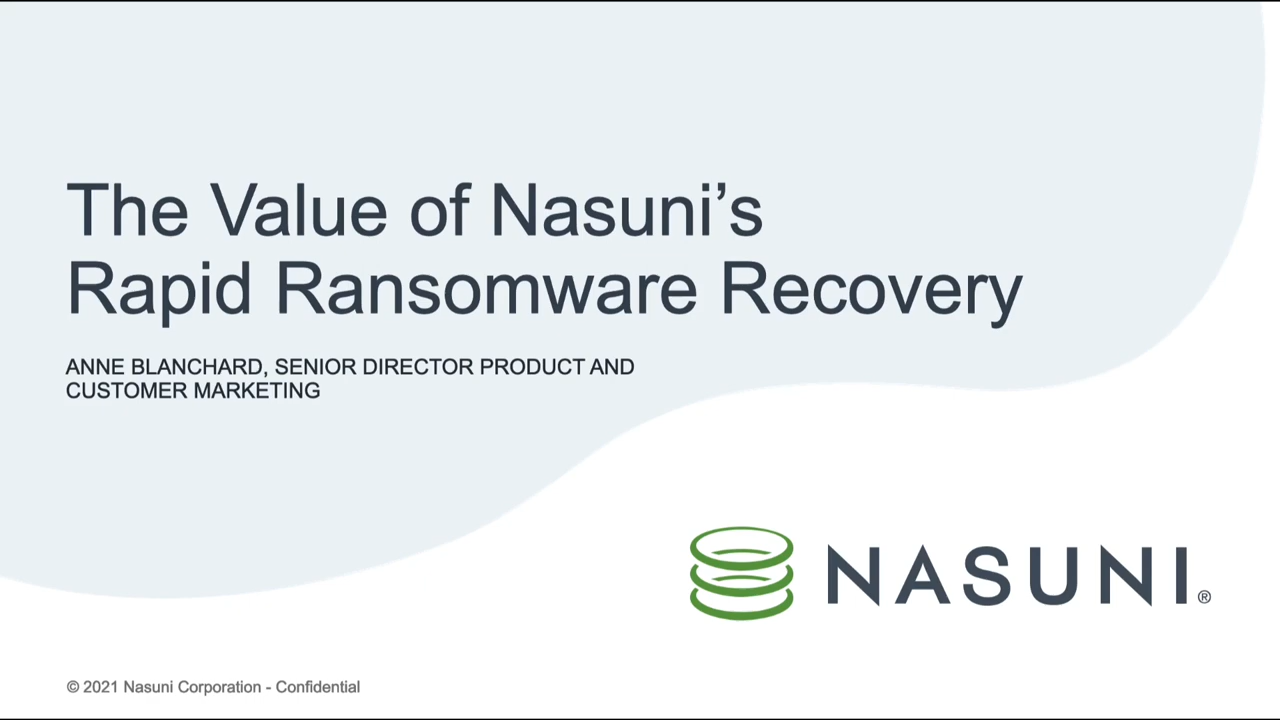 The Value of Nasuni’s
Rapid Ransomware Recovery
ANNE BLANCHARD, SENIOR DIRECTOR PRODUCT AND
CUSTOMER MARKETING
NASUNI®
© 2021 Nasuni Corporation - Confidential